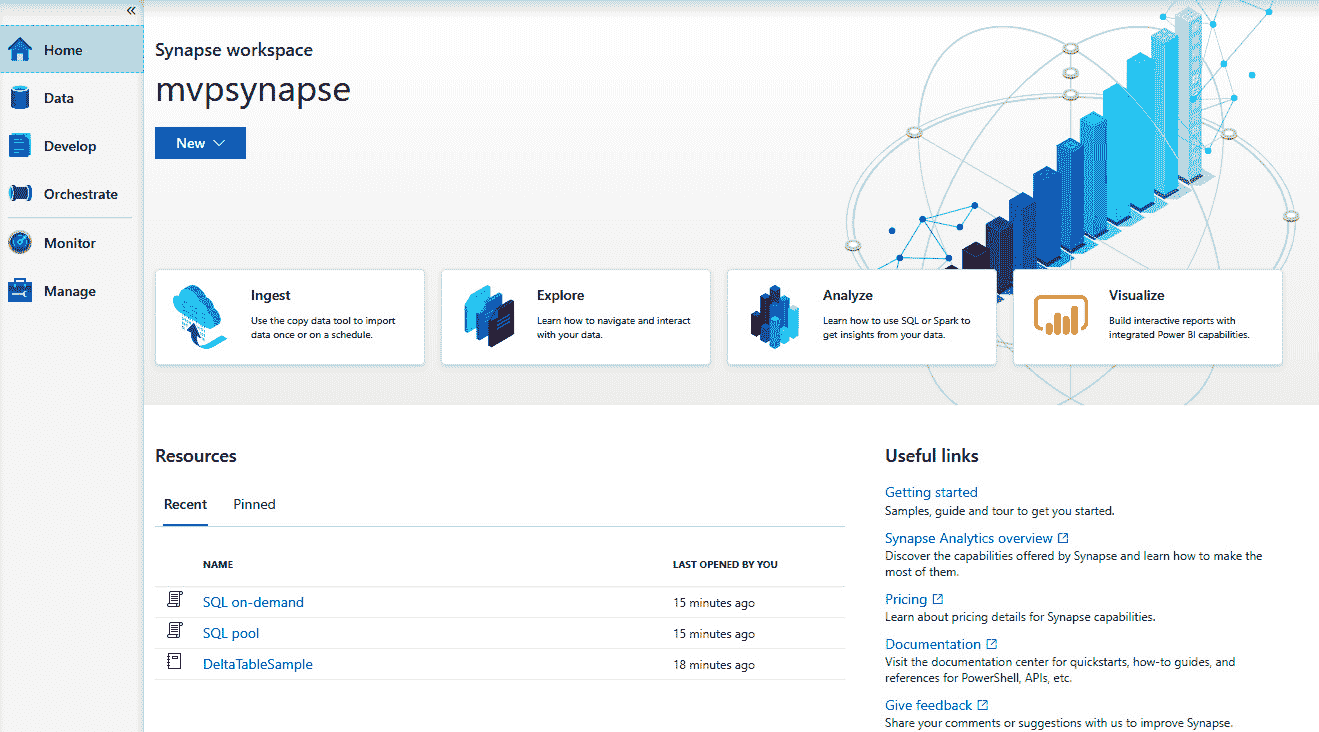 «
Home
Data
Develop
Orchestrate
Monitor
Manage
Synapse workspace
mvpsynapse
New
Ingest
Use the copy data tool to import
data once or on a schedule.
Explore
Learn how to navigate and interact
with your data.
Analyze
Learn how to use SQL or Spark to
get insights from your data.
Visualize
Build interactive reports with
integrated Power BI capabilities.
Resources
Recent Pinned
NAME LAST OPENED BY YOU
SQL on-demand 15 minutes ago
SQL pool 15 minutes ago
DeltaTableSample 18 minutes ago
Useful links
Getting started
Samples, guide and tour to get you started.
Synapse Analytics overview
Discover the capabilities offered by Synapse and learn how to make the
most of them.
Pricing
Learn about pricing details for Synapse capabilities.
Documentation
Visit the documentation center for quickstarts, how-to guides, and
references for PowerShell, APIs, etc.
Give feedback
Share your comments or suggestions with us to improve Synapse.